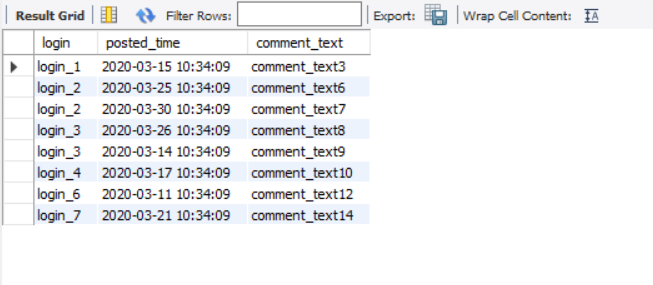 Result Grid Filter Rows: Export: Wrap Cell Content: IA
login posted_time comment_text
login_1 2020-03-15 10:34:09 comment_text3
login_2 2020-03-25 10:34:09 comment_text6
login_2 2020-03-30 10:34:09 comment_text7
login_3 2020-03-26 10:34:09 comment_text8
login_3 2020-03-14 10:34:09 comment_text9
login_4 2020-03-17 10:34:09 comment_text10
login_6 2020-03-11 10:34:09 comment_text12
login_7 2020-03-21 10:34:09 comment_text14